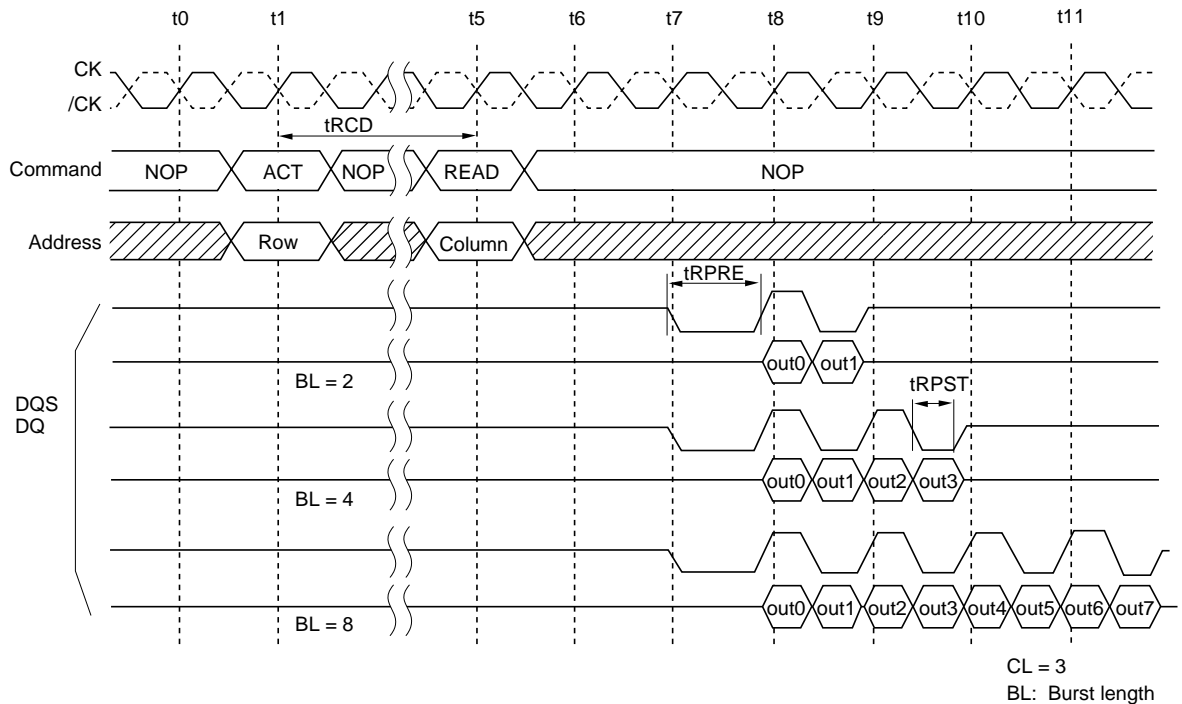 t0 t1 t5 t6 t7 t8 t9 t10 t11
CK
/CK
tRCD
Command NOP ACT NOP READ NOP
Address Row Column
tRPRE
out0 out1
BL = 2
tRPST
DQS
DQ
out0 out1 out2 out3
BL = 4
out0 out1 out2 out3 out4 out5 out6 out7
BL = 8
CL = 3
BL: Burst length